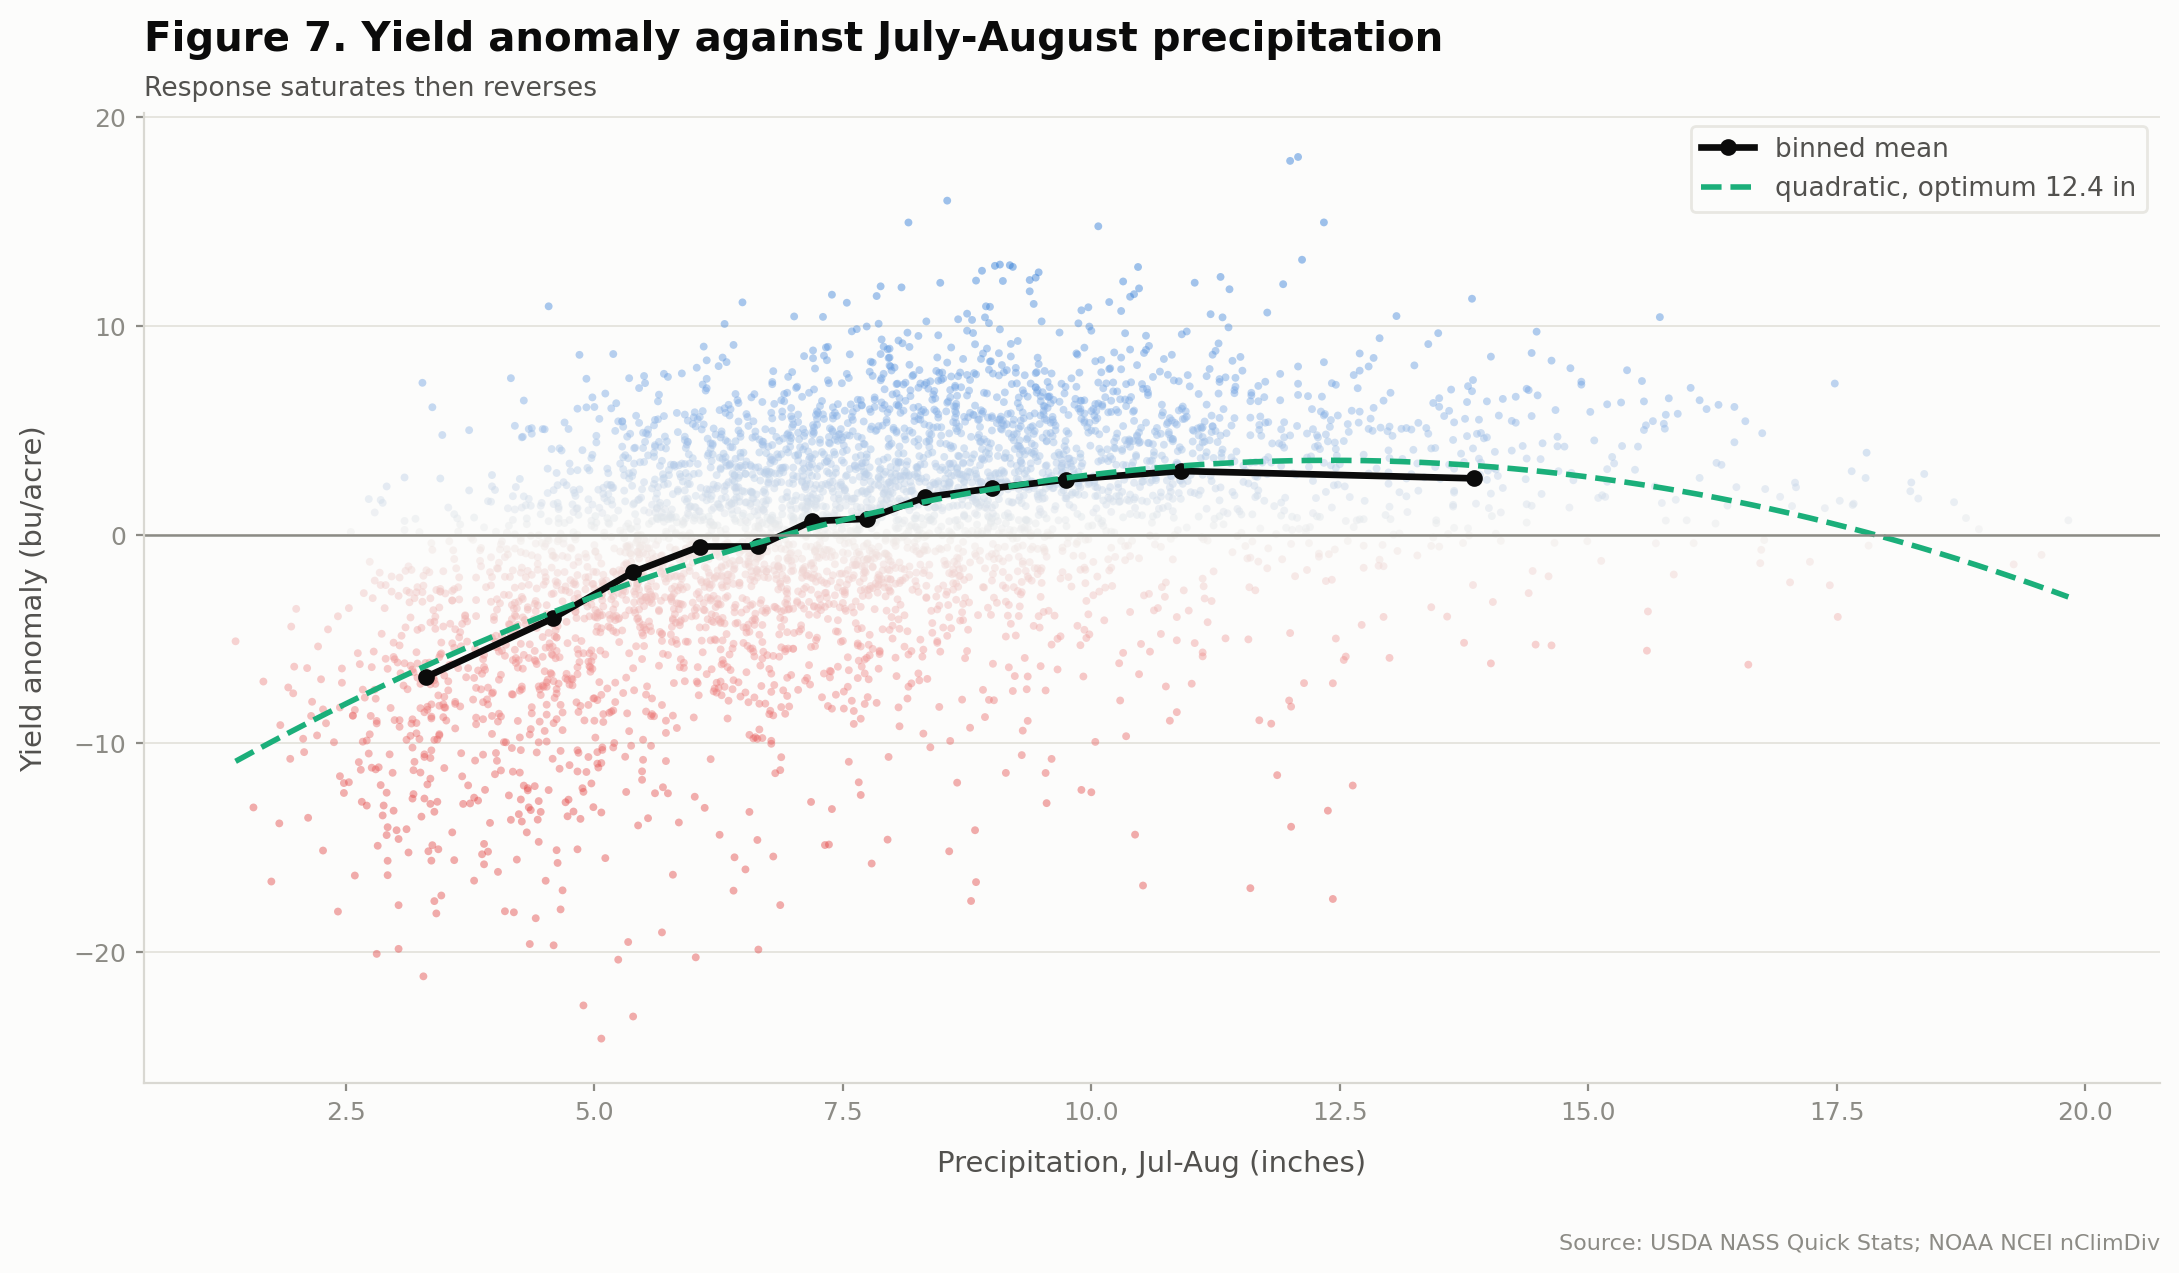 Figure 7. Yield anomaly against July-August precipitation
Response saturates then reverses
binned mean
quadratic, optimum 12.4 in
Yield anomaly (bu/acre)
20
10
0
−10
−20
2.5 5.0 7.5 10.0 12.5 15.0 17.5 20.0
Precipitation, Jul-Aug (inches)
Source: USDA NASS Quick Stats; NOAA NCEI nClimDiv